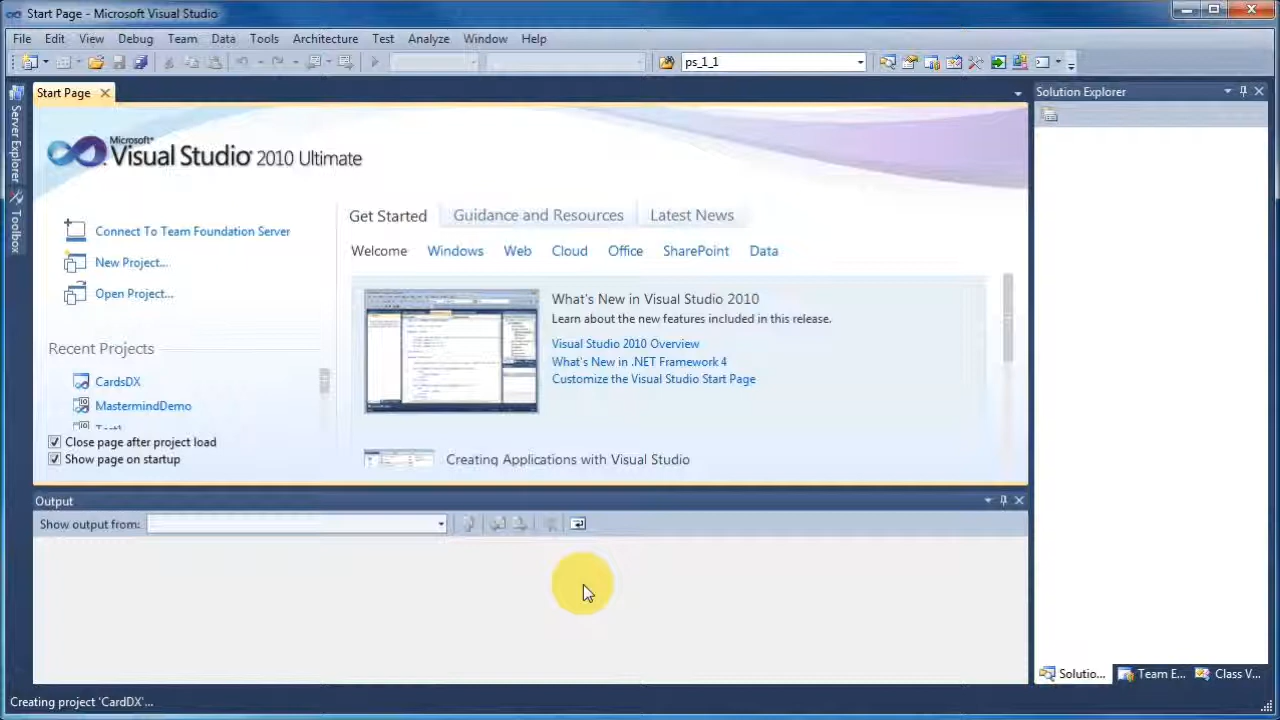 Start Page - Microsoft Visual Studio
File Edit View Debug Team Data Tools Architecture Test Analyze Window Help
ps_1_1
Server Explorer
Toolbox
Start Page
Solution Explorer
Microsoft®
Visual Studio® 2010 Ultimate
Connect To Team Foundation Server
New Project...
Open Project...
Recent Projects
CardsDX
MastermindDemo
Test1
Close page after project load
Show page on startup
Get Started Guidance and Resources Latest News
Welcome Windows Web Cloud Office SharePoint Data
What's New in Visual Studio 2010
Learn about the new features included in this release.
Visual Studio 2010 Overview
What's New in .NET Framework 4
Customize the Visual Studio Start Page
Creating Applications with Visual Studio
Output
Show output from:
Solutio... Team E... Class V...
Creating project 'CardDX'...